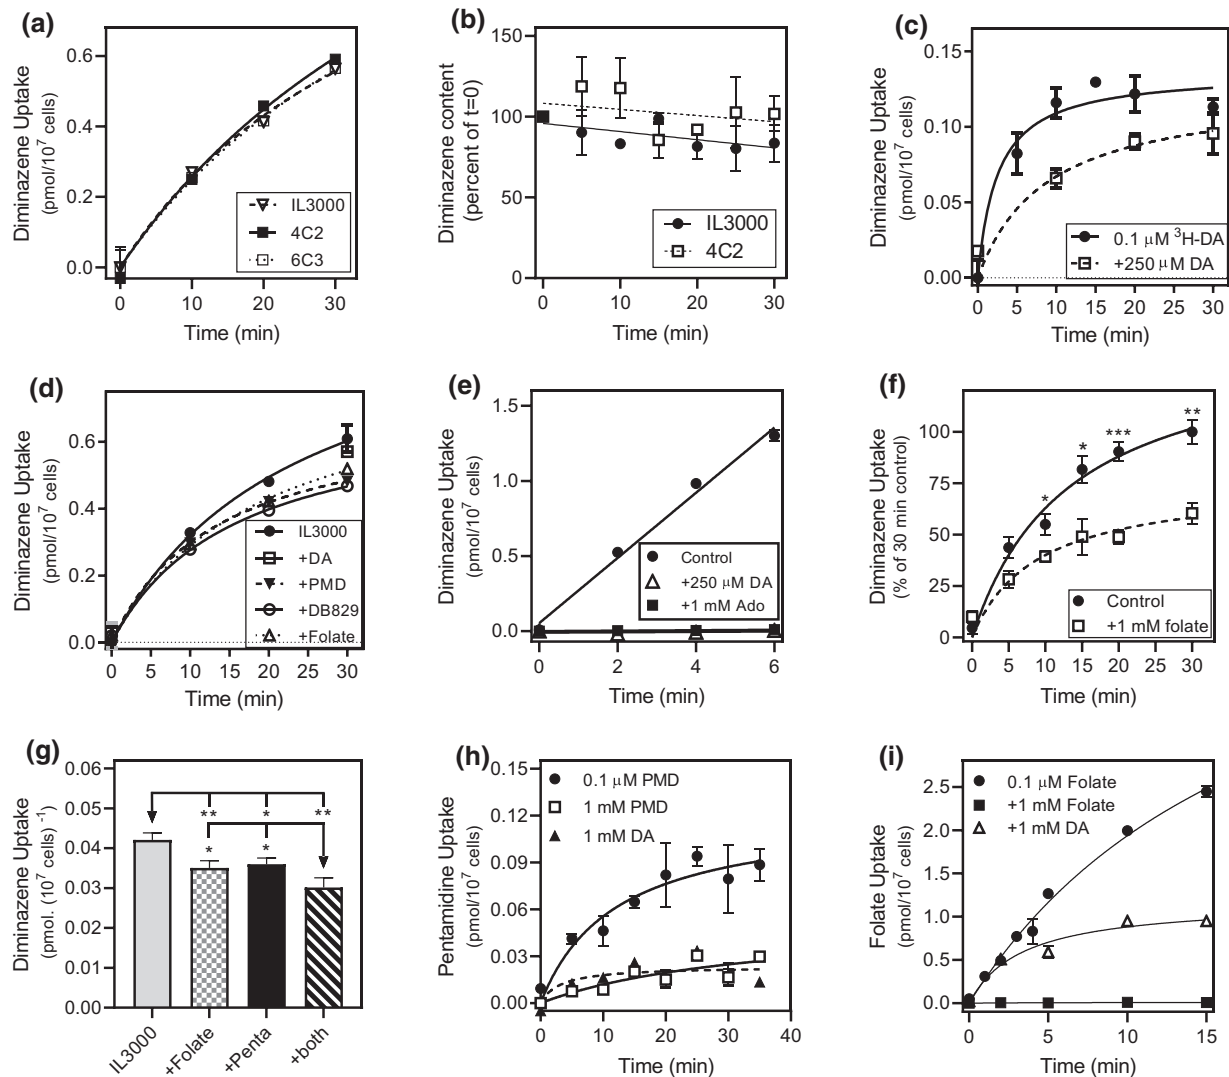 (a)
Diminazene Uptake
(pmol/10⁷ cells)
0.6
0.4
0.2
0.0
IL3000
4C2
6C3
0 10 20 30
Time (min)
(b)
Diminazene content
(percent of t=0)
150
100
50
0
IL3000
4C2
0 10 20 30
Time (min)
(c)
Diminazene Uptake
(pmol/10⁷ cells)
0.15
0.10
0.05
0.00
0.1 µM ³H-DA
+250 µM DA
0 5 10 15 20 25 30
Time (min)
(d)
Diminazene Uptake
(pmol/10⁷ cells)
0.6
0.4
0.2
0.0
IL3000
+DA
+PMD
+DB829
+Folate
0 5 10 15 20 25 30
Time (min)
(e)
Diminazene Uptake
(pmol/10⁷ cells)
1.5
1.0
0.5
0.0
Control
+250 µM DA
+1 mM Ado
0 2 4 6
Time (min)
(f)
Diminazene Uptake
(% of 30 min control)
100
75
50
25
0
*
*
***
**
Control
+1 mM folate
0 5 10 15 20 25 30
Time (min)
(g)
Diminazene Uptake
(pmol. (10⁷ cells) ⁻¹)
0.06
0.05
0.04
0.03
0.02
0.01
0.00
** * **
* *
IL3000
+Folate
+Penta
+both
(h)
Pentamidine Uptake
(pmol/10⁷ cells)
0.15
0.12
0.09
0.06
0.03
0.00
0.1 µM PMD
1 mM PMD
1 mM DA
0 10 20 30 40
Time (min)
(i)
Folate Uptake
(pmol/10⁷ cells)
2.5
2.0
1.5
1.0
0.5
0.0
0.1 µM Folate
+1 mM Folate
+1 mM DA
0 5 10 15
Time (min)